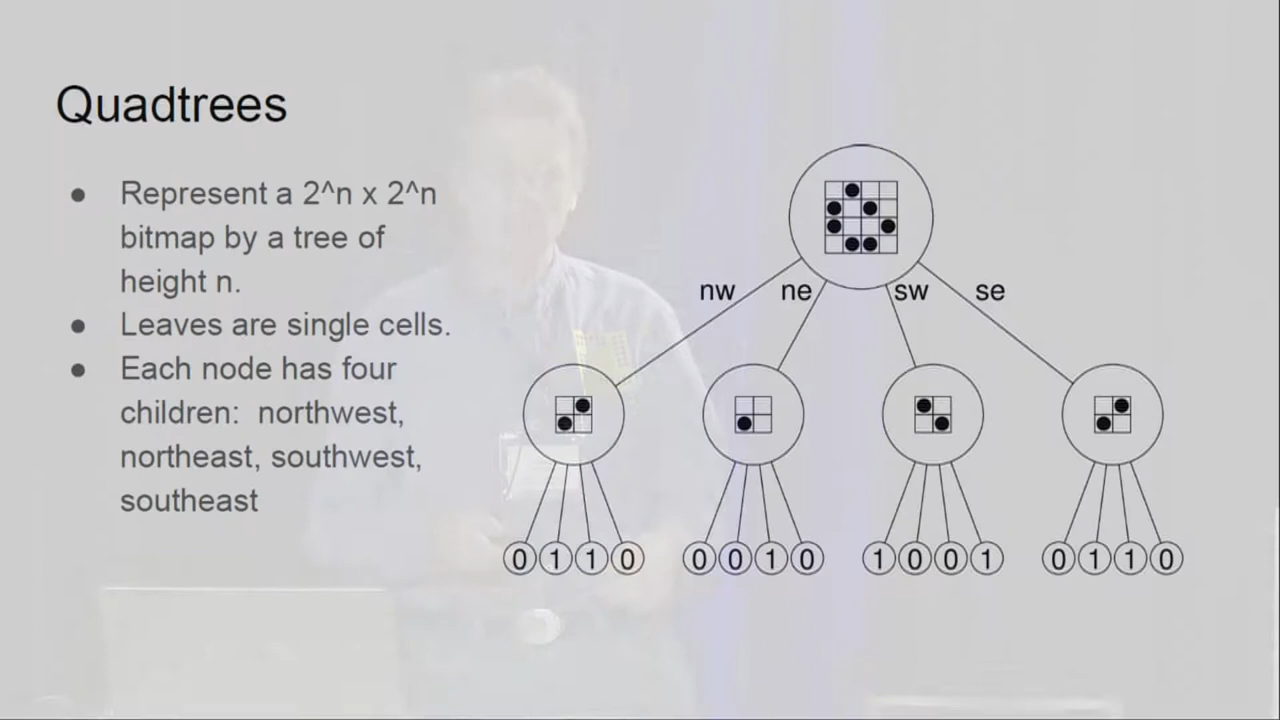 Quadtrees
● Represent a 2^n x 2^n
bitmap by a tree of
height n.
● Leaves are single cells.
● Each node has four
children: northwest,
northeast, southwest,
southeast
nw ne sw se
0 1 1 0 0 0 1 0 1 0 0 1 0 1 1 0